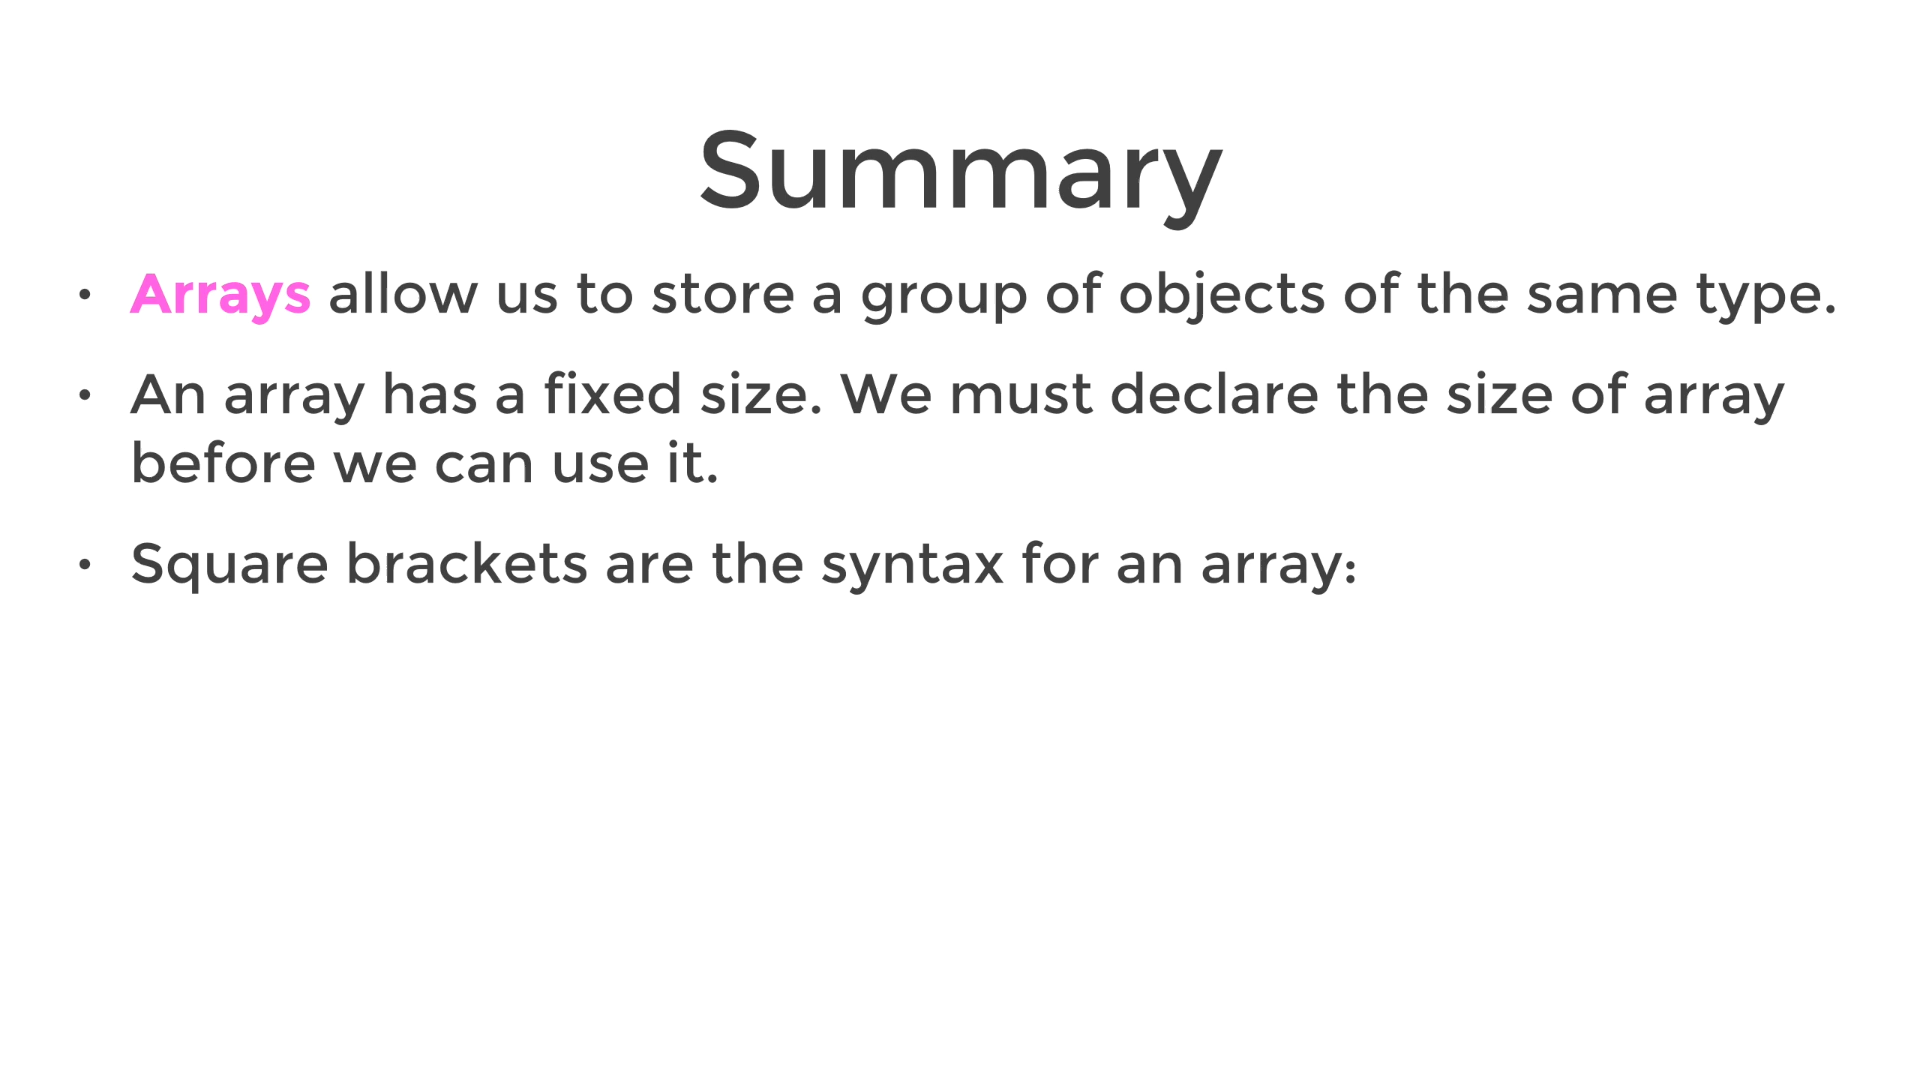 Summary
• Arrays allow us to store a group of objects of the same type.
• An array has a fixed size. We must declare the size of array
before we can use it.
• Square brackets are the syntax for an array: